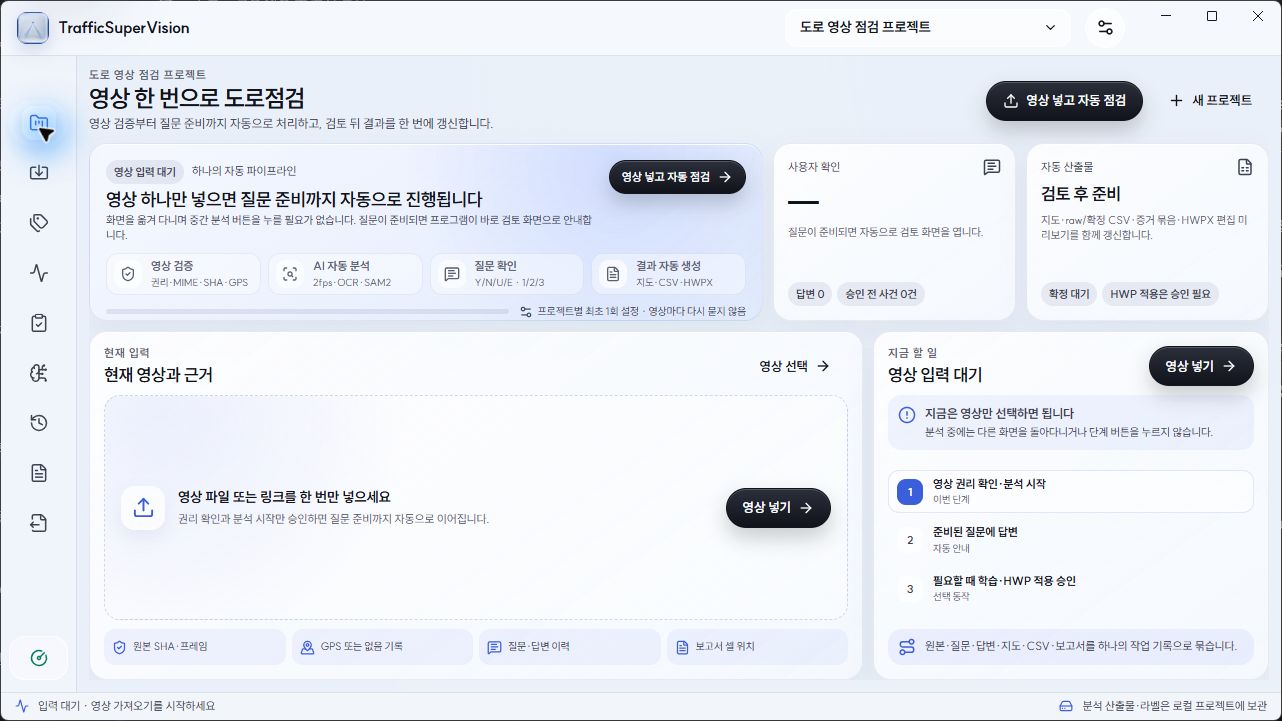 TrafficSuperVision
도로 영상 점검 프로젝트
도로 영상 점검 프로젝트
영상 한 번으로 도로점검
영상 검증부터 질문 준비까지 자동으로 처리하고, 검토 뒤 결과를 한 번에 갱신합니다.
영상 넣고 자동 점검
새 프로젝트
영상 입력 대기
하나의 자동 파이프라인
영상 하나만 넣으면 질문 준비까지 자동으로 진행됩니다
화면을 옮겨 다니며 중간 분석 버튼을 누를 필요가 없습니다. 질문이 준비되면 프로그램이 바로 검토 화면으로 안내합
니다.
영상 넣고 자동 점검
영상 검증
권리·MIME·SHA·GPS
AI 자동 분석
2fps·OCR·SAM2
질문 확인
Y/N/U/E · 1/2/3
결과 자동 생성
지도·CSV·HWPX
프로젝트별 최초 1회 설정 · 영상마다 다시 묻지 않음
사용자 확인
—
질문이 준비되면 자동으로 검토 화면을 엽니다.
답변 0
승인 전 사건 0건
자동 산출물
검토 후 준비
지도·raw/확정 CSV·증거 묶음·HWPX 편집 미
리보기를 함께 갱신합니다.
확정 대기
HWP 적용은 승인 필요
현재 입력
현재 영상과 근거
영상 선택
영상 파일 또는 링크를 한 번만 넣으세요
권리 확인과 분석 시작만 승인하면 질문 준비까지 자동으로 이어집니다.
영상 넣기
원본 SHA·프레임
GPS 또는 없음 기록
질문·답변 이력
보고서 셀 위치
지금 할 일
영상 입력 대기
영상 넣기
지금은 영상만 선택하면 됩니다
분석 중에는 다른 화면을 돌아다니거나 단계 버튼을 누르지 않습니다.
1
영상 권리 확인·분석 시작
이번 단계
2
준비된 질문에 답변
자동 안내
3
필요할 때 학습·HWP 적용 승인
선택 동작
원본·질문·답변·지도·CSV·보고서를 하나의 작업 기록으로 묶습니다.
입력 대기 · 영상 가져오기를 시작하세요
분석 산출물·라벨은 로컬 프로젝트에 보관